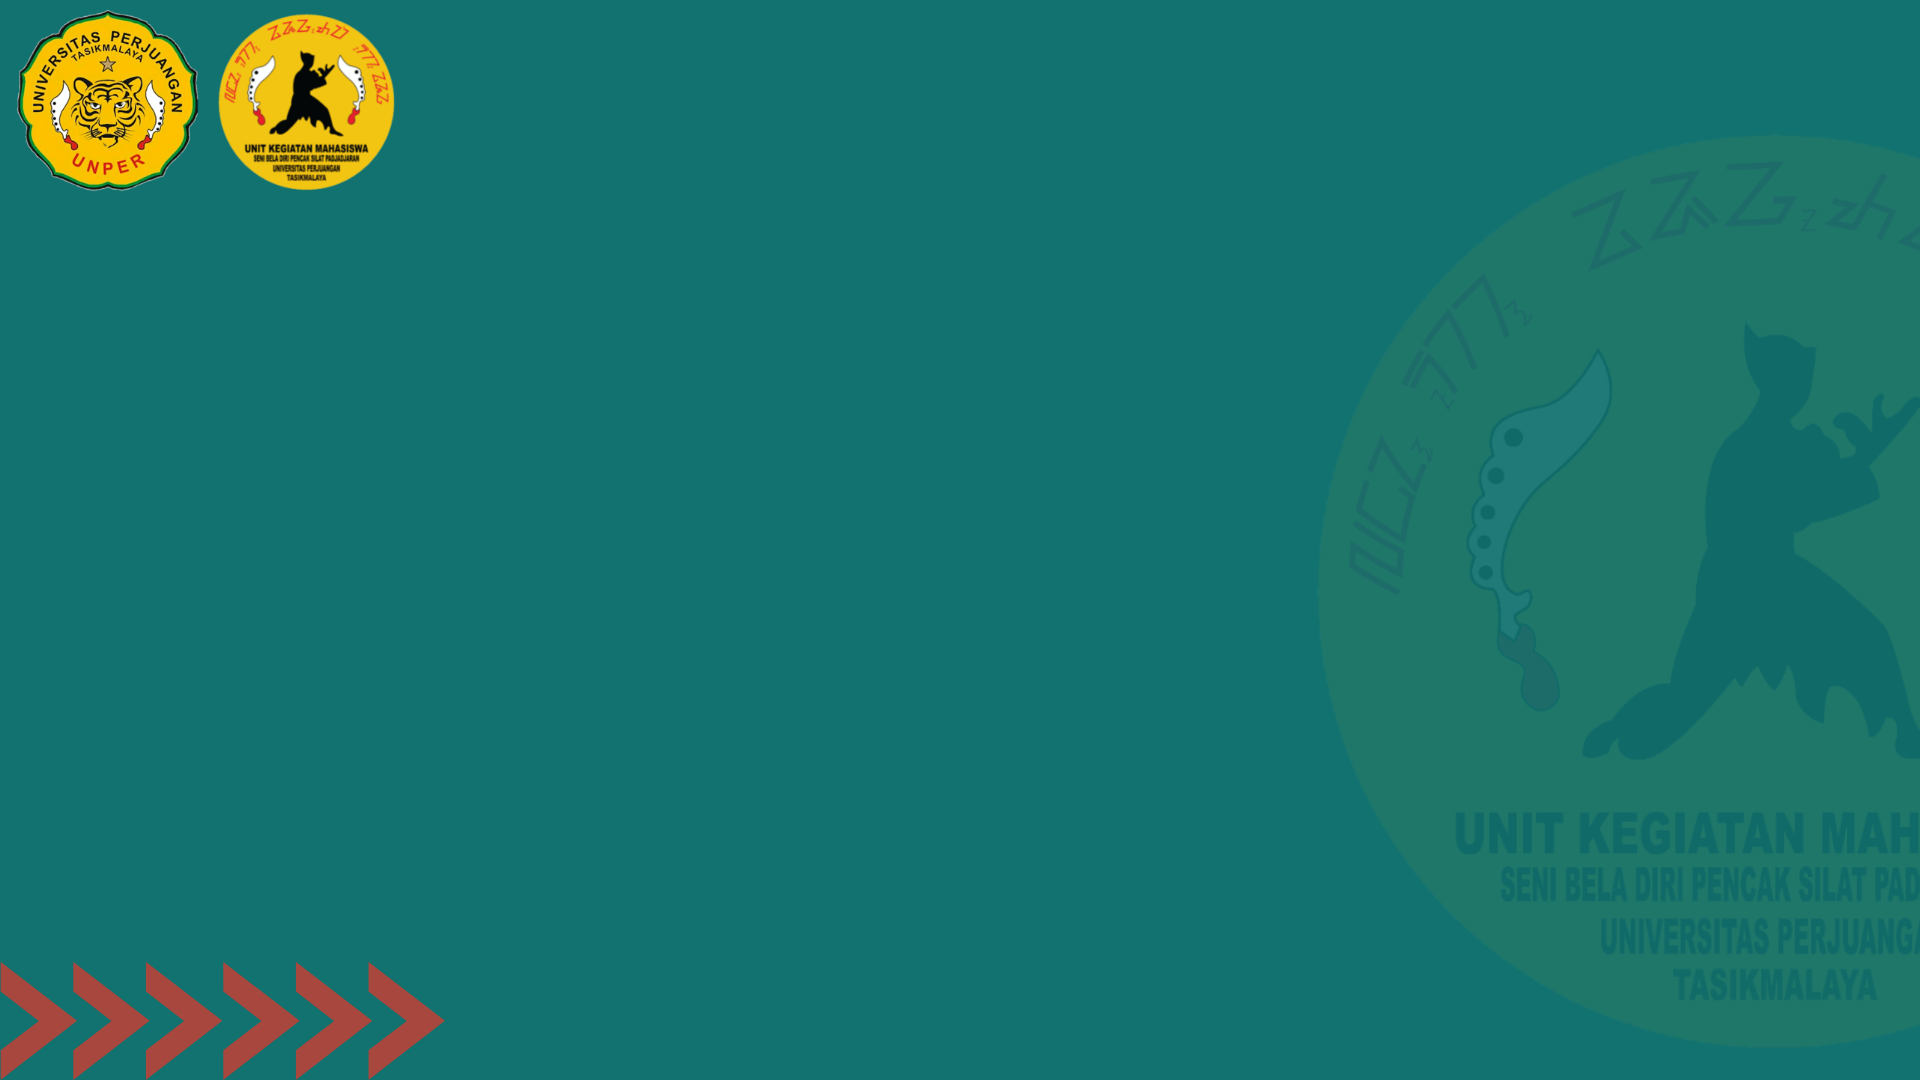 UNIVERSITAS PERJUANGAN
TASIKMALAYA
UNPER
UNIT KEGIATAN MAHASISWA
SENI BELA DIRI PENCAK SILAT PADJADJARAN
UNIVERSITAS PERJUANGAN
TASIKMALAYA
UNIT KEGIATAN MAH
SENI BELA DIRI PENCAK SILAT PAD
UNIVERSITAS PERJUANGA
TASIKMALAYA